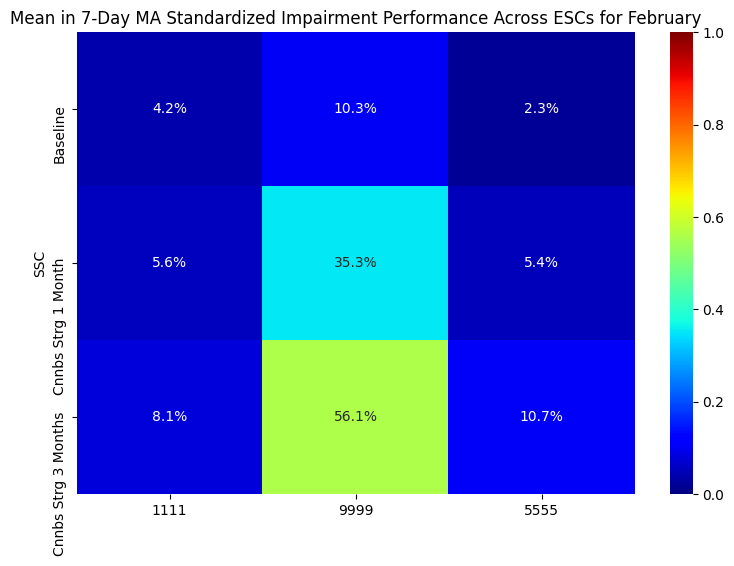 Mean in 7-Day MA Standardized Impairment Performance Across ESCs for February
SSC
Baseline
4.2% 10.3% 2.3%
Cnnbs Strg 1 Month
5.6% 35.3% 5.4%
Cnnbs Strg 3 Months
8.1% 56.1% 10.7%
1111 9999 5555
1.0
0.8
0.6
0.4
0.2
0.0